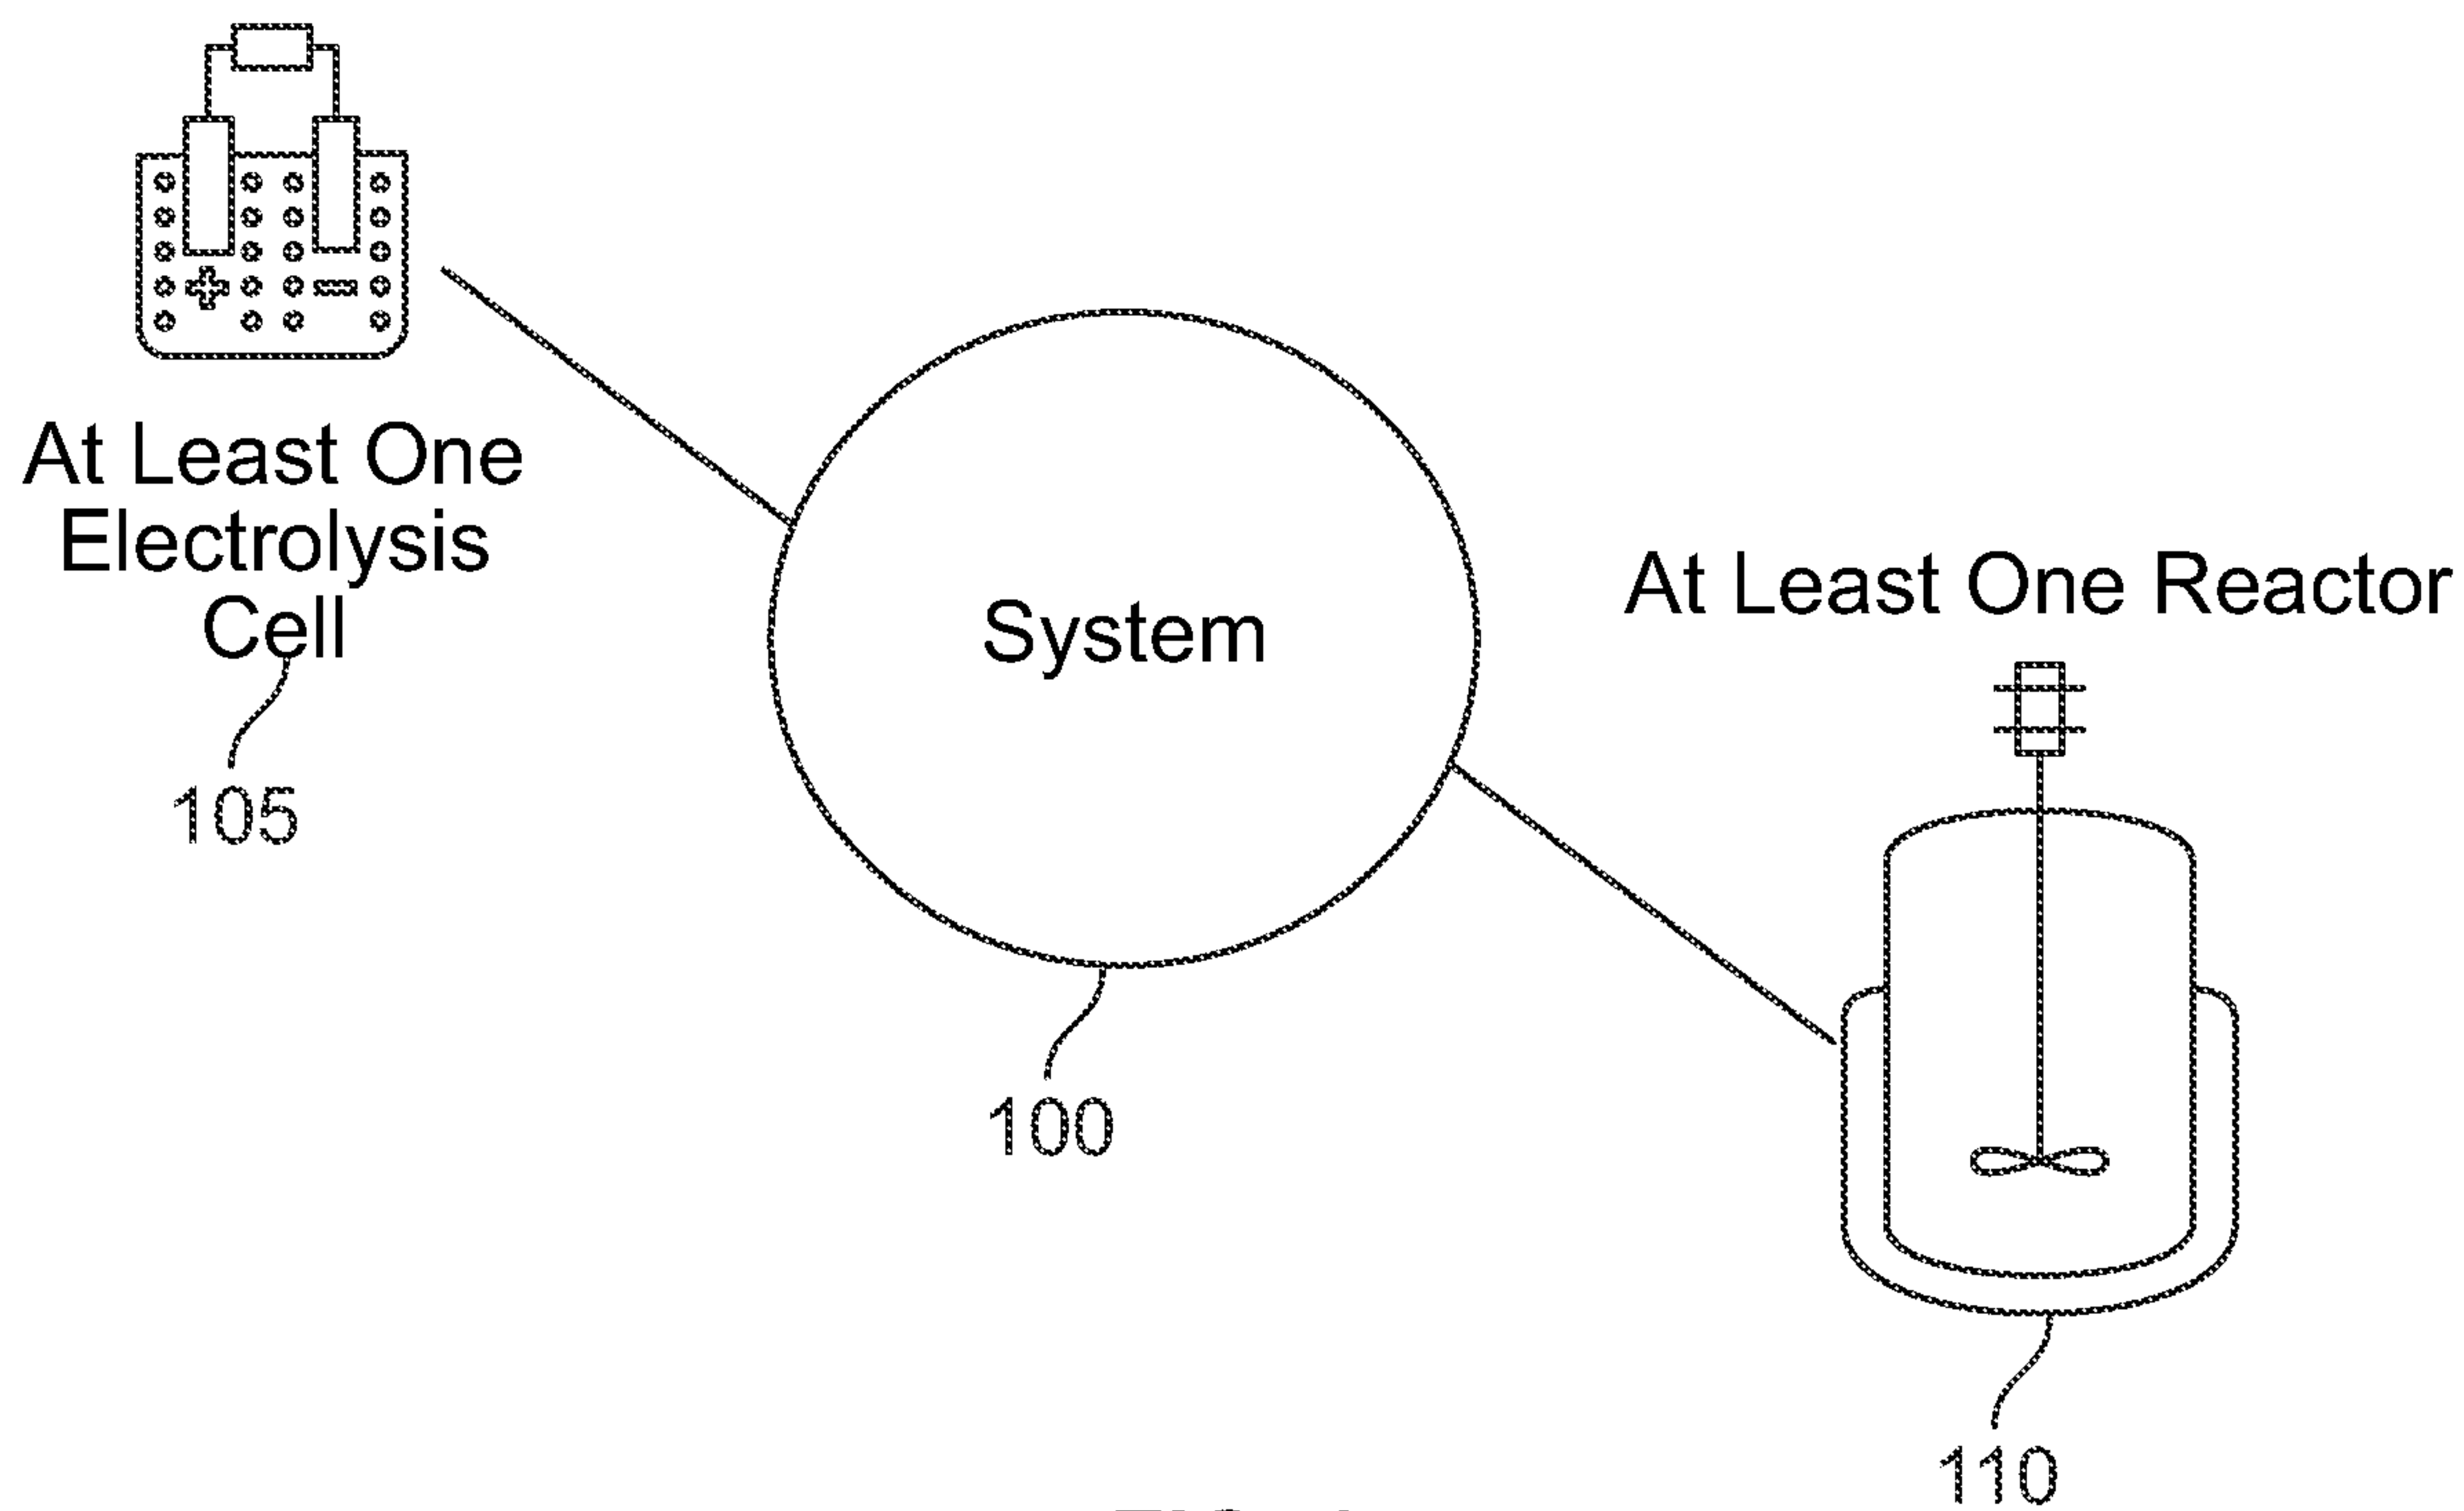 At Least One
Electrolysis
Cell
105
System
100
At Least One Reactor
110